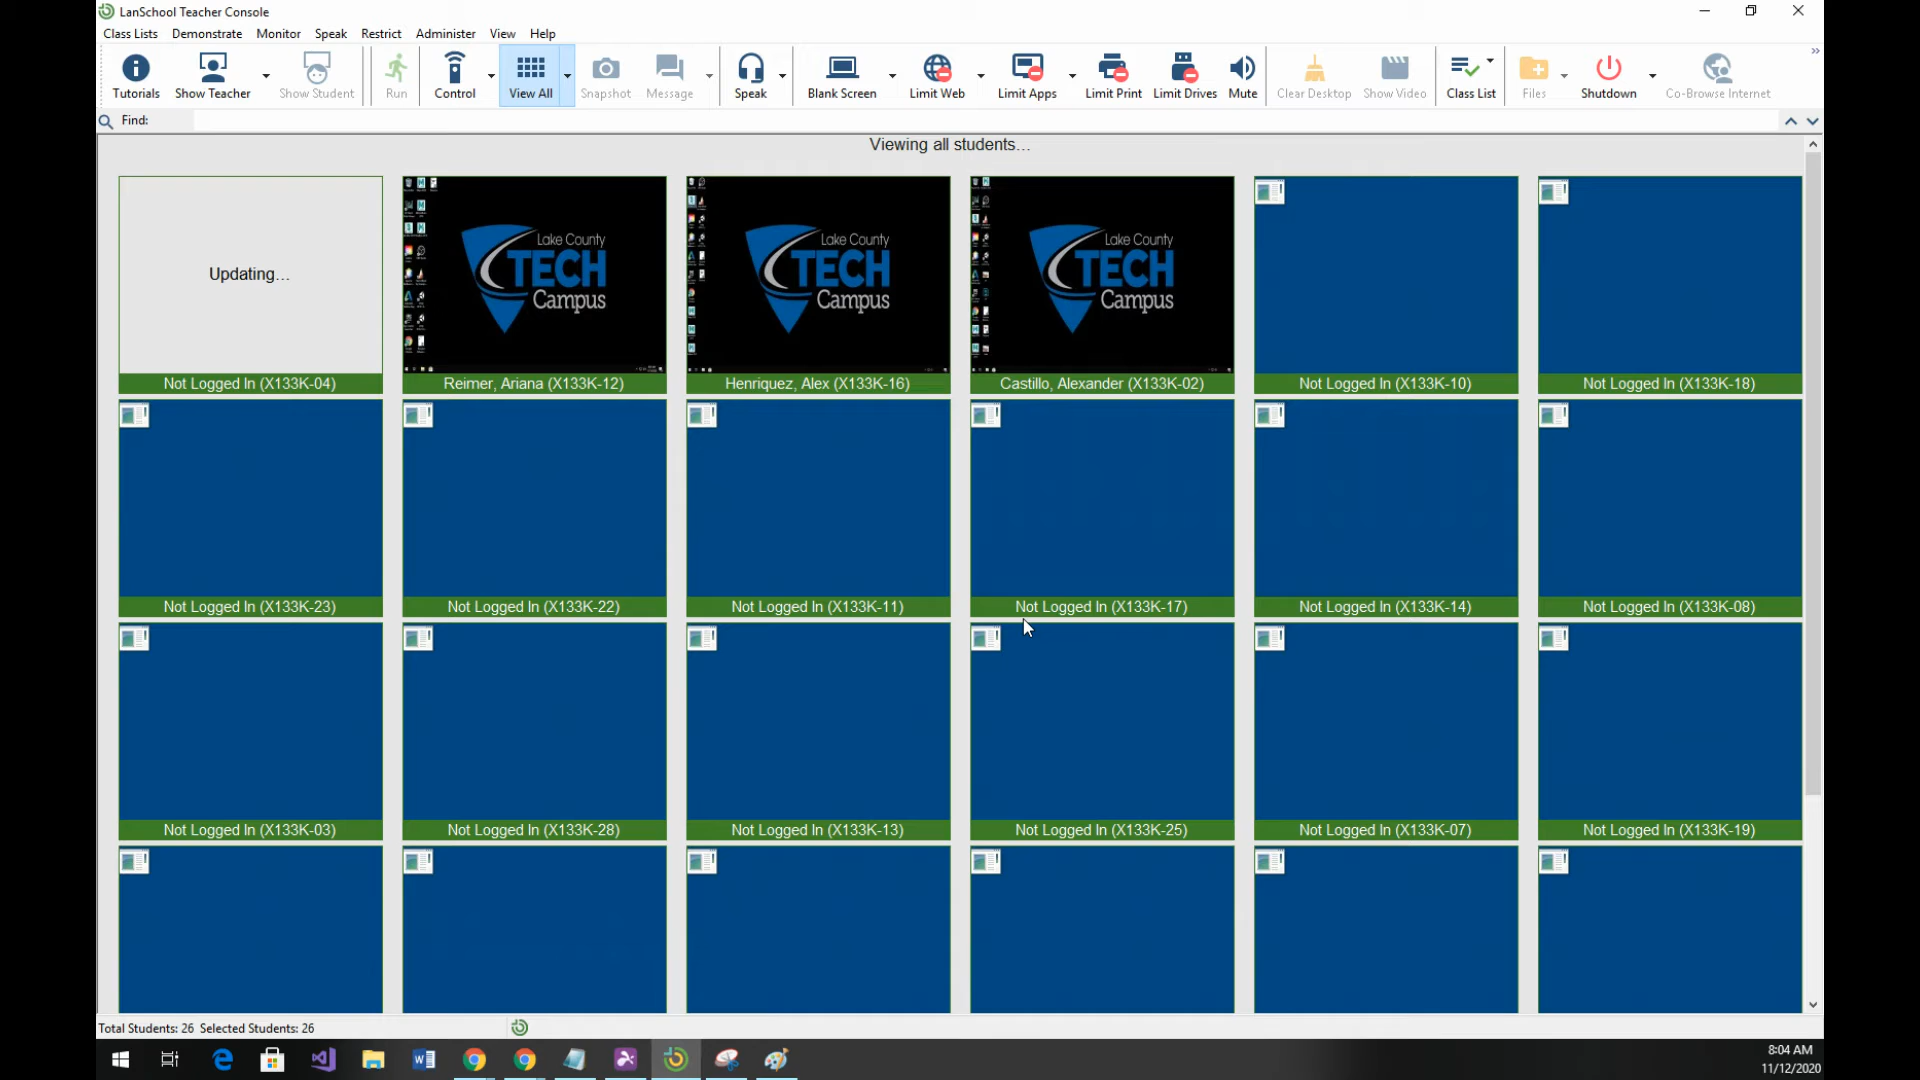 LanSchool Teacher Console
Class Lists Demonstrate Monitor Speak Restrict Administer View Help
Tutorials Show Teacher Show Student Run Control View All Snapshot Message Speak Blank Screen Limit Web Limit Apps Limit Print Limit Drives Mute Clear Desktop Show Video Class List Files Shutdown Co-Browse Internet
Find:
Viewing all students...
Updating...
Lake County
TECH
Campus
Lake County
TECH
Campus
Lake County
TECH
Campus
Not Logged In (X133K-04) Reimer, Ariana (X133K-12) Henriquez, Alex (X133K-16) Castillo, Alexander (X133K-02) Not Logged In (X133K-10) Not Logged In (X133K-18)
Not Logged In (X133K-23) Not Logged In (X133K-22) Not Logged In (X133K-11) Not Logged In (X133K-17) Not Logged In (X133K-14) Not Logged In (X133K-08)
Not Logged In (X133K-03) Not Logged In (X133K-28) Not Logged In (X133K-13) Not Logged In (X133K-25) Not Logged In (X133K-07) Not Logged In (X133K-19)
Total Students: 26 Selected Students: 26
8:04 AM
11/12/2020